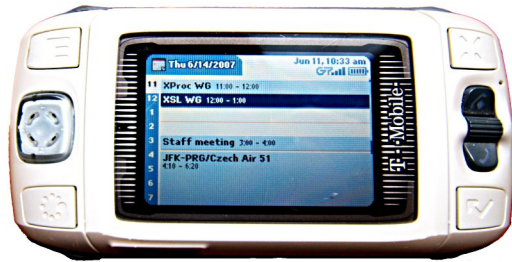 Thu 6/14/2007
Jun 11, 10:33 am
G
11 XProc WG 11:00 - 12:00
12 XSL WG 12:00 - 1:00
1
2
3 Staff meeting 3:00 - 4:00
4 JFK-PRG/Czech Air 51
4:10 - 6:20
5
6
7
T··Mobile·